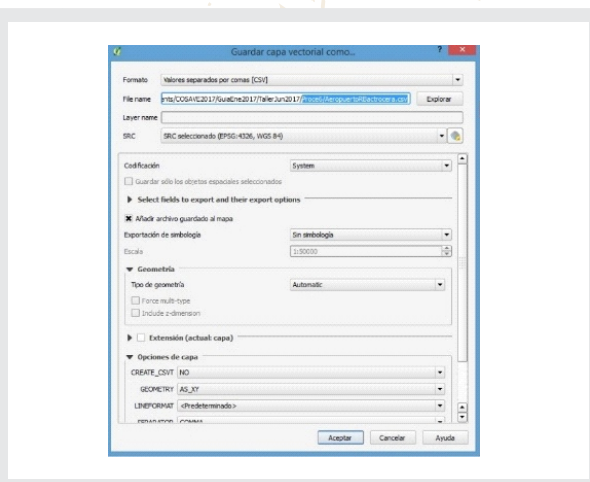 Guardar capa vectorial como...
Formato Valores separados por comas [CSV]
File name nts/COSAVE2017/GuiaEne2017/TallerJun2017/ Explorar
Layer name
SRC SRC seleccionado (EPSG:4326, WGS 84)
Codificación System
Guardar sólo los objetos espaciales seleccionados
Select fields to export and their export options
Añadir archivo guardado al mapa
Exportación de simbología Sin simbología
Escala 1:50000
Geometría
Tipo de geometría Automatic
Force multi-type
Include z-dimension
Extensión (actual: capa)
Opciones de capa
CREATE_CSVT NO
GEOMETRY AS_XY
LINEFORMAT <Predeterminado>
SEPARATOR COMMA
Aceptar Cancelar Ayuda